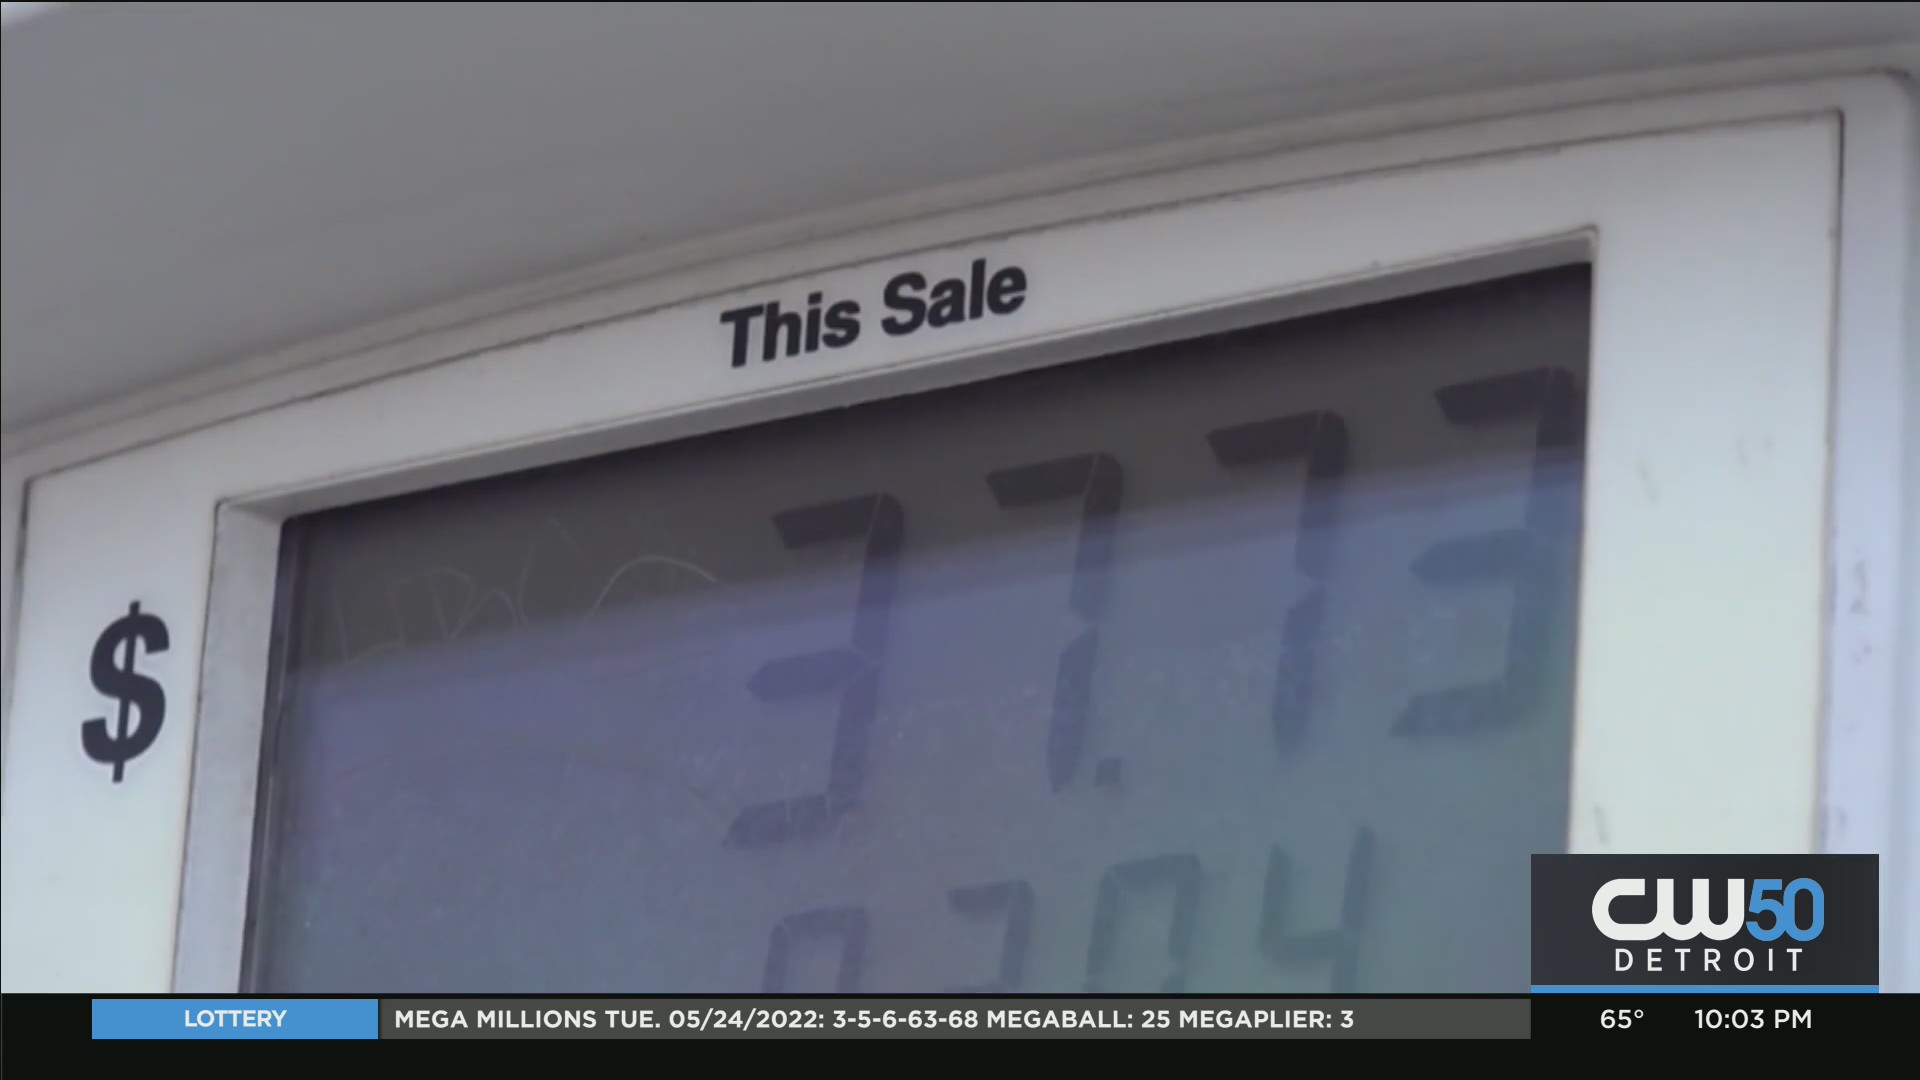 This Sale
$
37.73
CW50
DETROIT
LOTTERY
MEGA MILLIONS TUE. 05/24/2022: 3-5-6-63-68 MEGABALL: 25 MEGAPLIER: 3
65°
10:03 PM